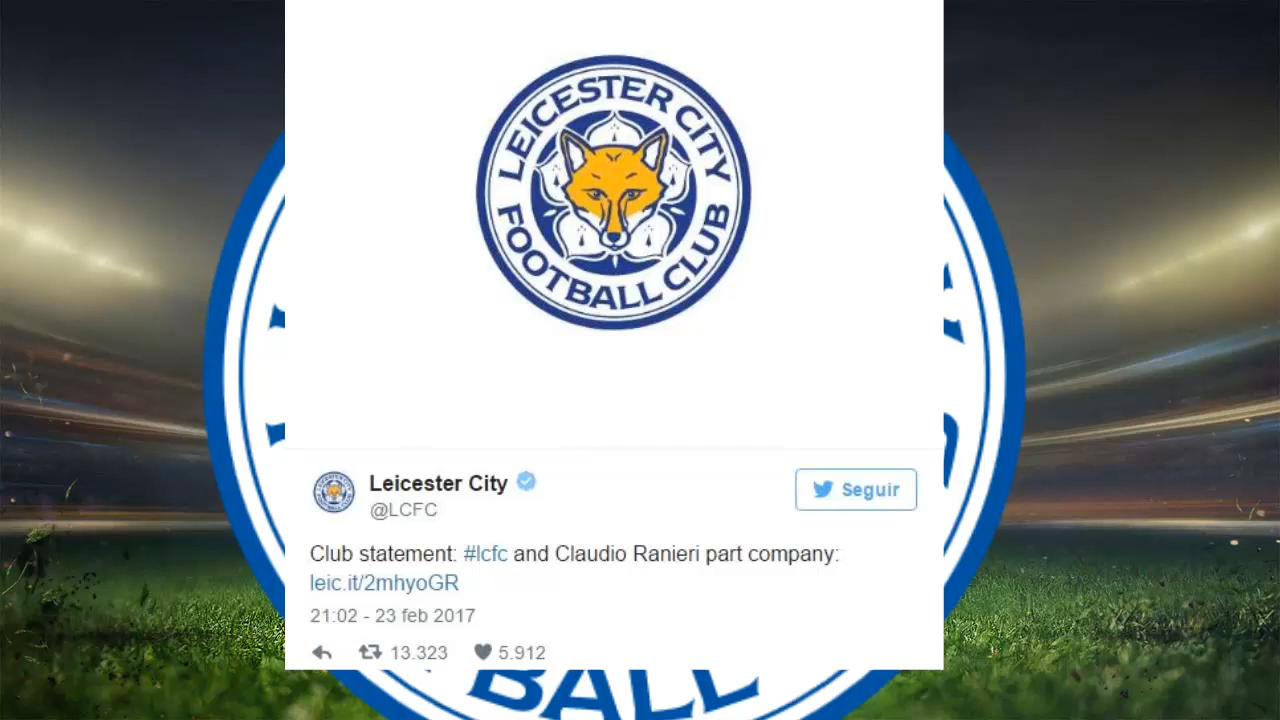 LEICESTER CITY
FOOTBALL CLUB
Leicester City
@LCFC
Seguir
Club statement: #lcfc and Claudio Ranieri part company:
leic.it/2mhyoGR
21:02 - 23 feb 2017
13.323 5.912
BALL